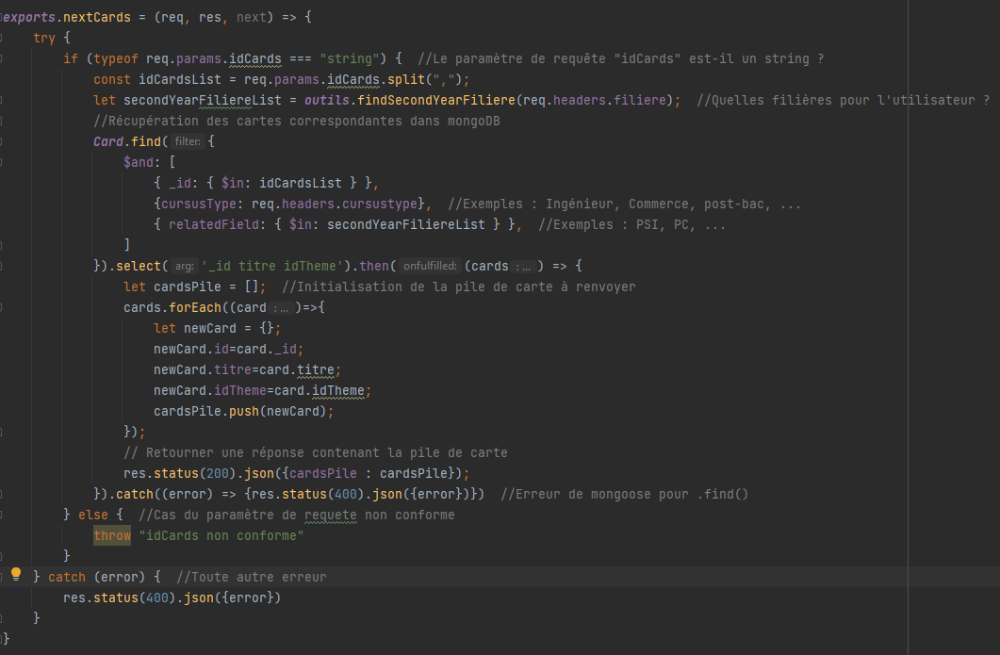 exports.nextCards = (req, res, next) => {
    try {
        if (typeof req.params.idCards === "string") {  //Le paramètre de requête "idCards" est-il un string ?
            const idCardsList = req.params.idCards.split(",");
            let secondYearFiliereList = outils.findSecondYearFiliere(req.headers.filiere);  //Quelles filières pour l'utilisateur ?
            //Récupération des cartes correspondantes dans mongoDB
            Card.find( filter: {
                $and: [
                    { _id: { $in: idCardsList } },
                    {cursusType: req.headers.cursustype},  //Exemples : Ingénieur, Commerce, post-bac, ...
                    { relatedField: { $in: secondYearFiliereList } },  //Exemples : PSI, PC, ...
                ]
            }).select( arg: '_id titre idTheme').then( onfulfilled: (cards : ... ) => {
                let cardsPile = [];  //Initialisation de la pile de carte à renvoyer
                cards.forEach((card : ... )=>{
                    let newCard = {};
                    newCard.id=card._id;
                    newCard.titre=card.titre;
                    newCard.idTheme=card.idTheme;
                    cardsPile.push(newCard);
                });
                // Retourner une réponse contenant la pile de carte
                res.status(200).json({cardsPile : cardsPile});
            }).catch((error) => {res.status(400).json({error})})  //Erreur de mongoose pour .find()
        } else {  //Cas du paramètre de requete non conforme
            throw "idCards non conforme"
        }
    } catch (error) {  //Toute autre erreur
        res.status(400).json({error})
    }
}